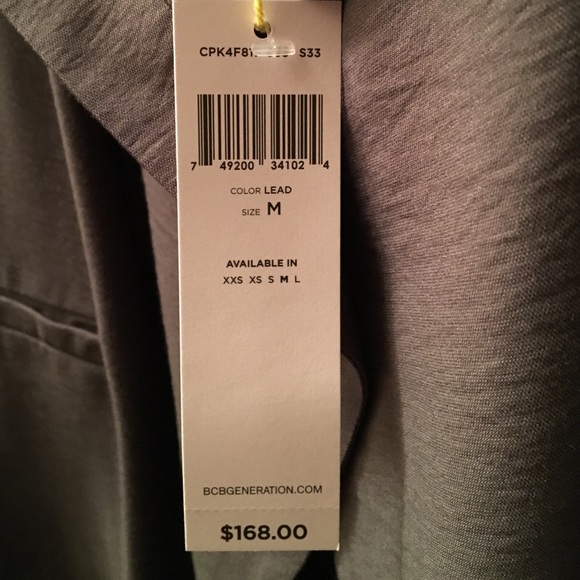 S33
7 49200 34102 4
COLOR LEAD
SIZE M
AVAILABLE IN
XXS XS S M L
BCBGENERATION.COM
$168.00